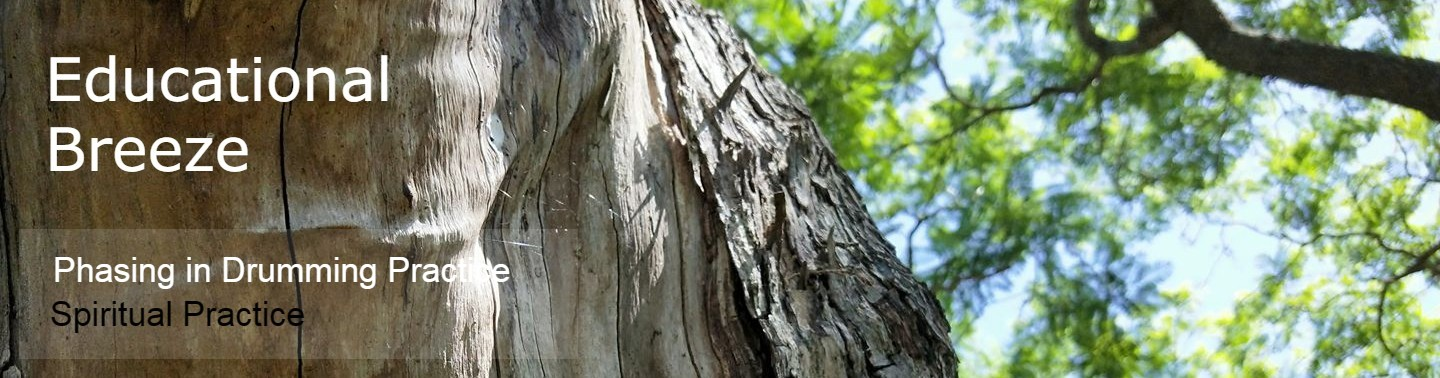 Educational
Breeze
Phasing in Drumming Practice
Spiritual Practice